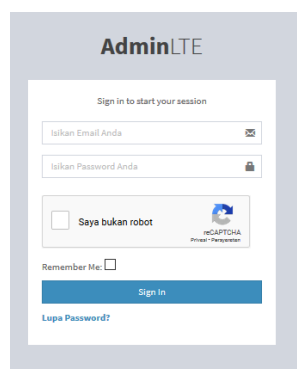 AdminLTE
Sign in to start your session
Isikan Email Anda
Isikan Password Anda
Saya bukan robot
reCAPTCHA
Privasi - Persyaratan
Remember Me:
Sign In
Lupa Password?